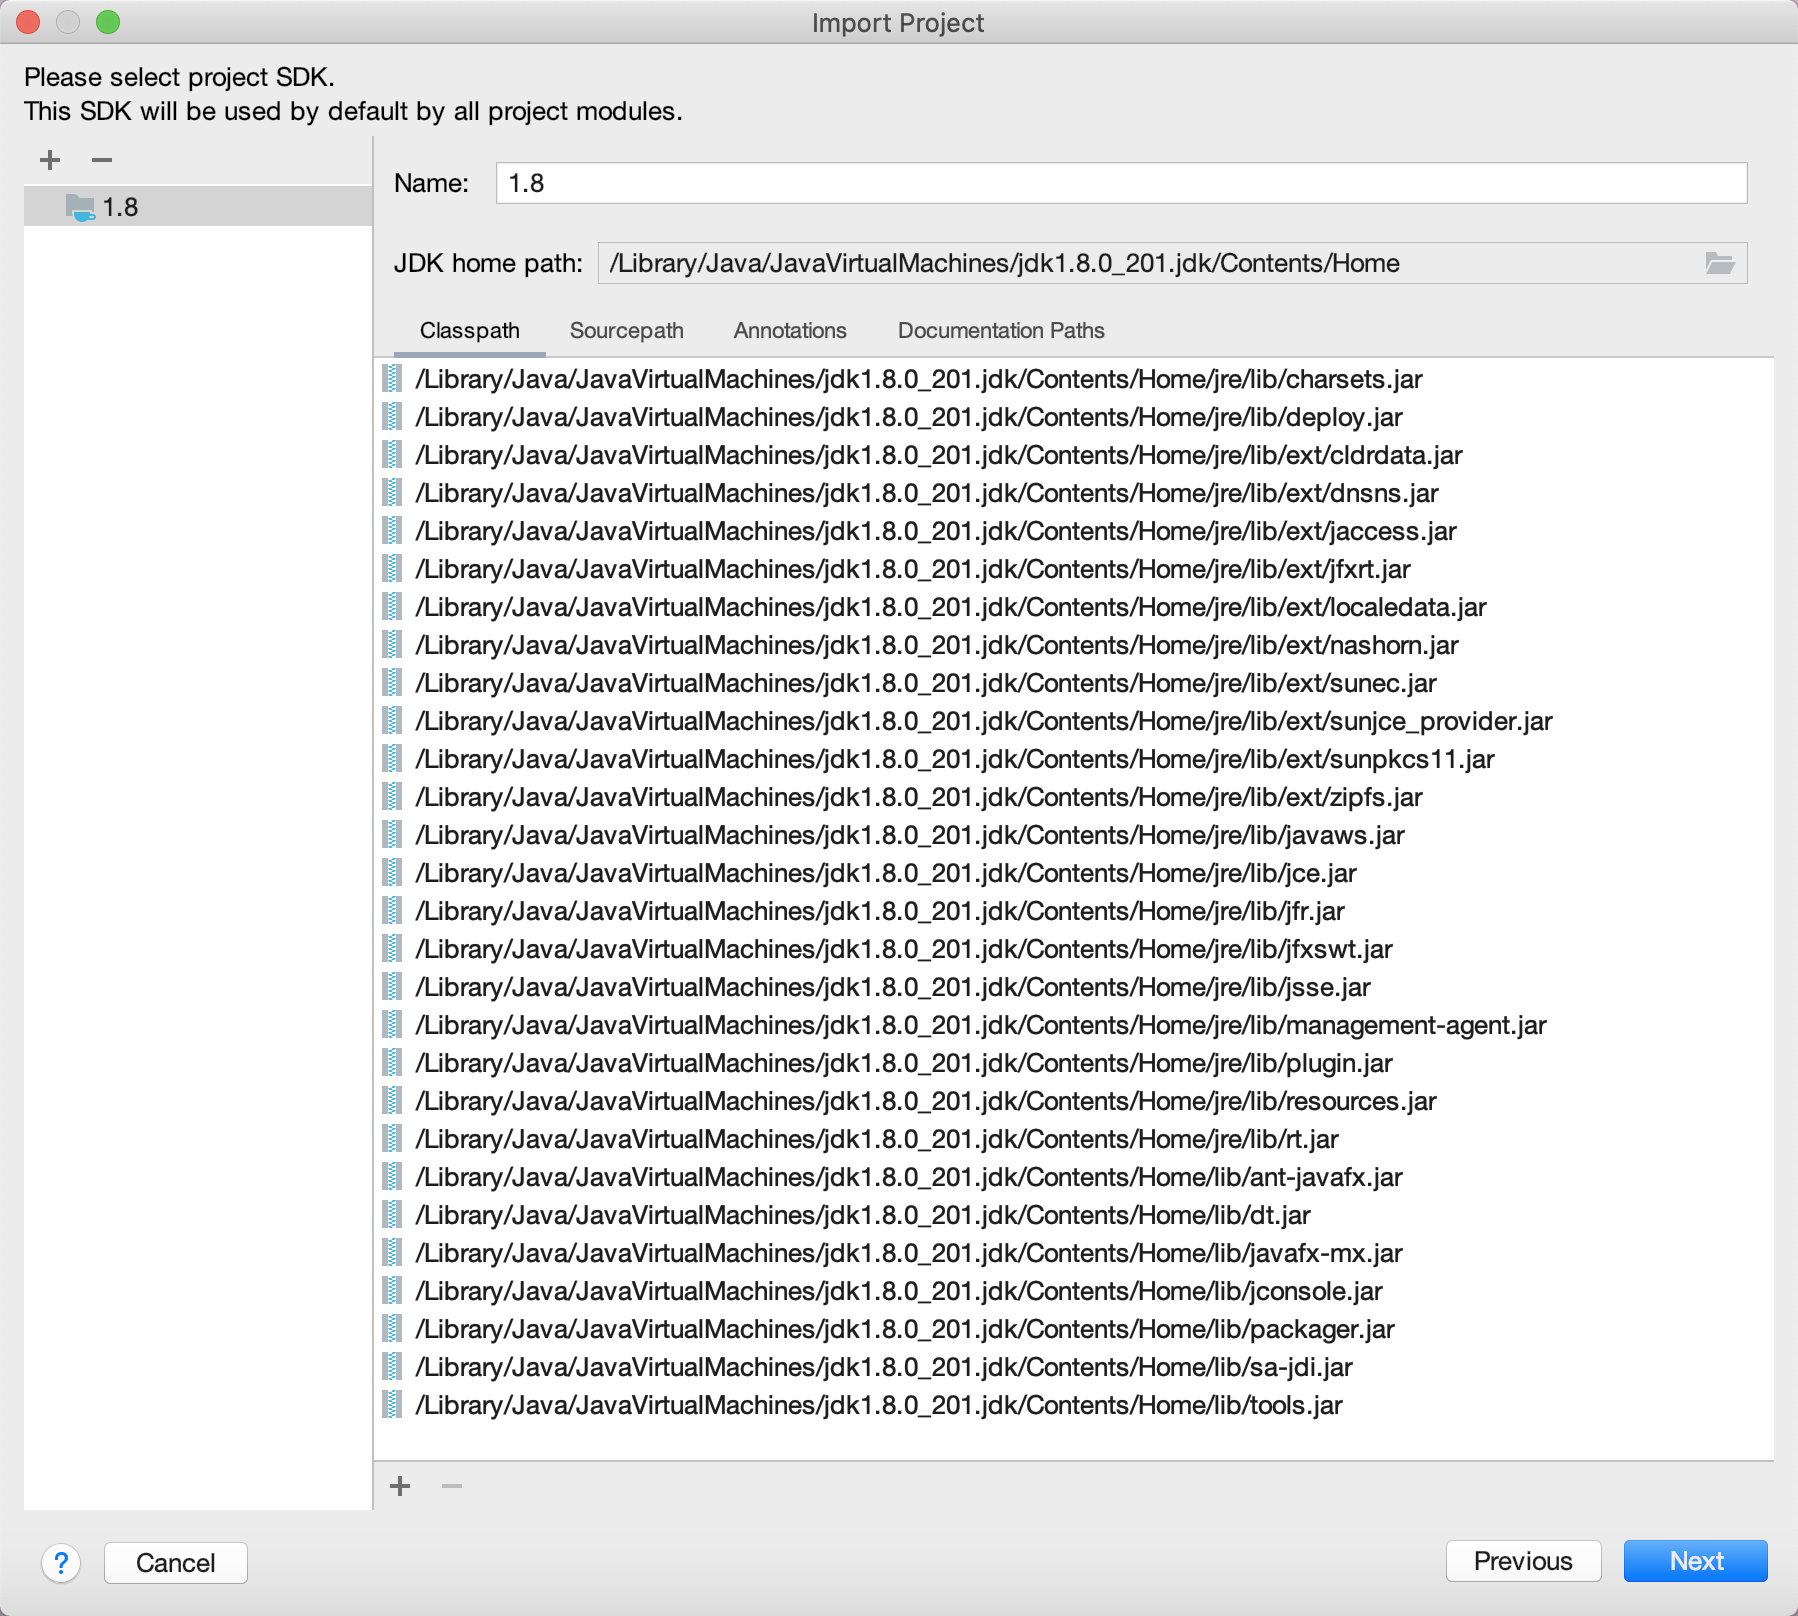 Import Project
Please select project SDK.
This SDK will be used by default by all project modules.
1.8
Name: 1.8
JDK home path: /Library/Java/JavaVirtualMachines/jdk1.8.0_201.jdk/Contents/Home
Classpath Sourcepath Annotations Documentation Paths
/Library/Java/JavaVirtualMachines/jdk1.8.0_201.jdk/Contents/Home/jre/lib/charsets.jar
/Library/Java/JavaVirtualMachines/jdk1.8.0_201.jdk/Contents/Home/jre/lib/deploy.jar
/Library/Java/JavaVirtualMachines/jdk1.8.0_201.jdk/Contents/Home/jre/lib/ext/cldrdata.jar
/Library/Java/JavaVirtualMachines/jdk1.8.0_201.jdk/Contents/Home/jre/lib/ext/dnsns.jar
/Library/Java/JavaVirtualMachines/jdk1.8.0_201.jdk/Contents/Home/jre/lib/ext/jaccess.jar
/Library/Java/JavaVirtualMachines/jdk1.8.0_201.jdk/Contents/Home/jre/lib/ext/jfxrt.jar
/Library/Java/JavaVirtualMachines/jdk1.8.0_201.jdk/Contents/Home/jre/lib/ext/localedata.jar
/Library/Java/JavaVirtualMachines/jdk1.8.0_201.jdk/Contents/Home/jre/lib/ext/nashorn.jar
/Library/Java/JavaVirtualMachines/jdk1.8.0_201.jdk/Contents/Home/jre/lib/ext/sunec.jar
/Library/Java/JavaVirtualMachines/jdk1.8.0_201.jdk/Contents/Home/jre/lib/ext/sunjce_provider.jar
/Library/Java/JavaVirtualMachines/jdk1.8.0_201.jdk/Contents/Home/jre/lib/ext/sunpkcs11.jar
/Library/Java/JavaVirtualMachines/jdk1.8.0_201.jdk/Contents/Home/jre/lib/ext/zipfs.jar
/Library/Java/JavaVirtualMachines/jdk1.8.0_201.jdk/Contents/Home/jre/lib/javaws.jar
/Library/Java/JavaVirtualMachines/jdk1.8.0_201.jdk/Contents/Home/jre/lib/jce.jar
/Library/Java/JavaVirtualMachines/jdk1.8.0_201.jdk/Contents/Home/jre/lib/jfr.jar
/Library/Java/JavaVirtualMachines/jdk1.8.0_201.jdk/Contents/Home/jre/lib/jfxswt.jar
/Library/Java/JavaVirtualMachines/jdk1.8.0_201.jdk/Contents/Home/jre/lib/jsse.jar
/Library/Java/JavaVirtualMachines/jdk1.8.0_201.jdk/Contents/Home/jre/lib/management-agent.jar
/Library/Java/JavaVirtualMachines/jdk1.8.0_201.jdk/Contents/Home/jre/lib/plugin.jar
/Library/Java/JavaVirtualMachines/jdk1.8.0_201.jdk/Contents/Home/jre/lib/resources.jar
/Library/Java/JavaVirtualMachines/jdk1.8.0_201.jdk/Contents/Home/jre/lib/rt.jar
/Library/Java/JavaVirtualMachines/jdk1.8.0_201.jdk/Contents/Home/lib/ant-javafx.jar
/Library/Java/JavaVirtualMachines/jdk1.8.0_201.jdk/Contents/Home/lib/dt.jar
/Library/Java/JavaVirtualMachines/jdk1.8.0_201.jdk/Contents/Home/lib/javafx-mx.jar
/Library/Java/JavaVirtualMachines/jdk1.8.0_201.jdk/Contents/Home/lib/jconsole.jar
/Library/Java/JavaVirtualMachines/jdk1.8.0_201.jdk/Contents/Home/lib/packager.jar
/Library/Java/JavaVirtualMachines/jdk1.8.0_201.jdk/Contents/Home/lib/sa-jdi.jar
/Library/Java/JavaVirtualMachines/jdk1.8.0_201.jdk/Contents/Home/lib/tools.jar
? Cancel Previous Next